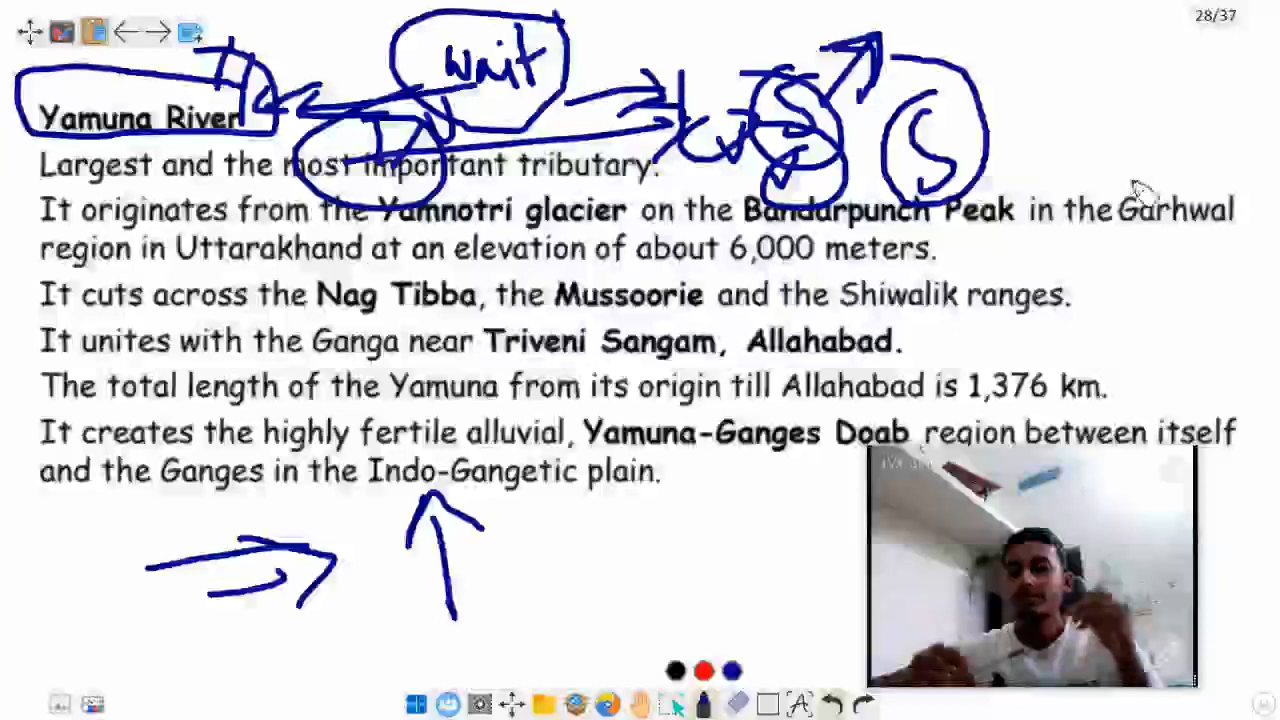 28/37
wait
Yamuna River
S
S
Largest and the most important tributary.
It originates from the Yamnotri glacier on the Bandarpunch Peak in the Garhwal
region in Uttarakhand at an elevation of about 6,000 meters.
It cuts across the Nag Tibba, the Mussoorie and the Shiwalik ranges.
It unites with the Ganga near Triveni Sangam, Allahabad.
The total length of the Yamuna from its origin till Allahabad is 1,376 km.
It creates the highly fertile alluvial, Yamuna-Ganges Doab region between itself
and the Ganges in the Indo-Gangetic plain.